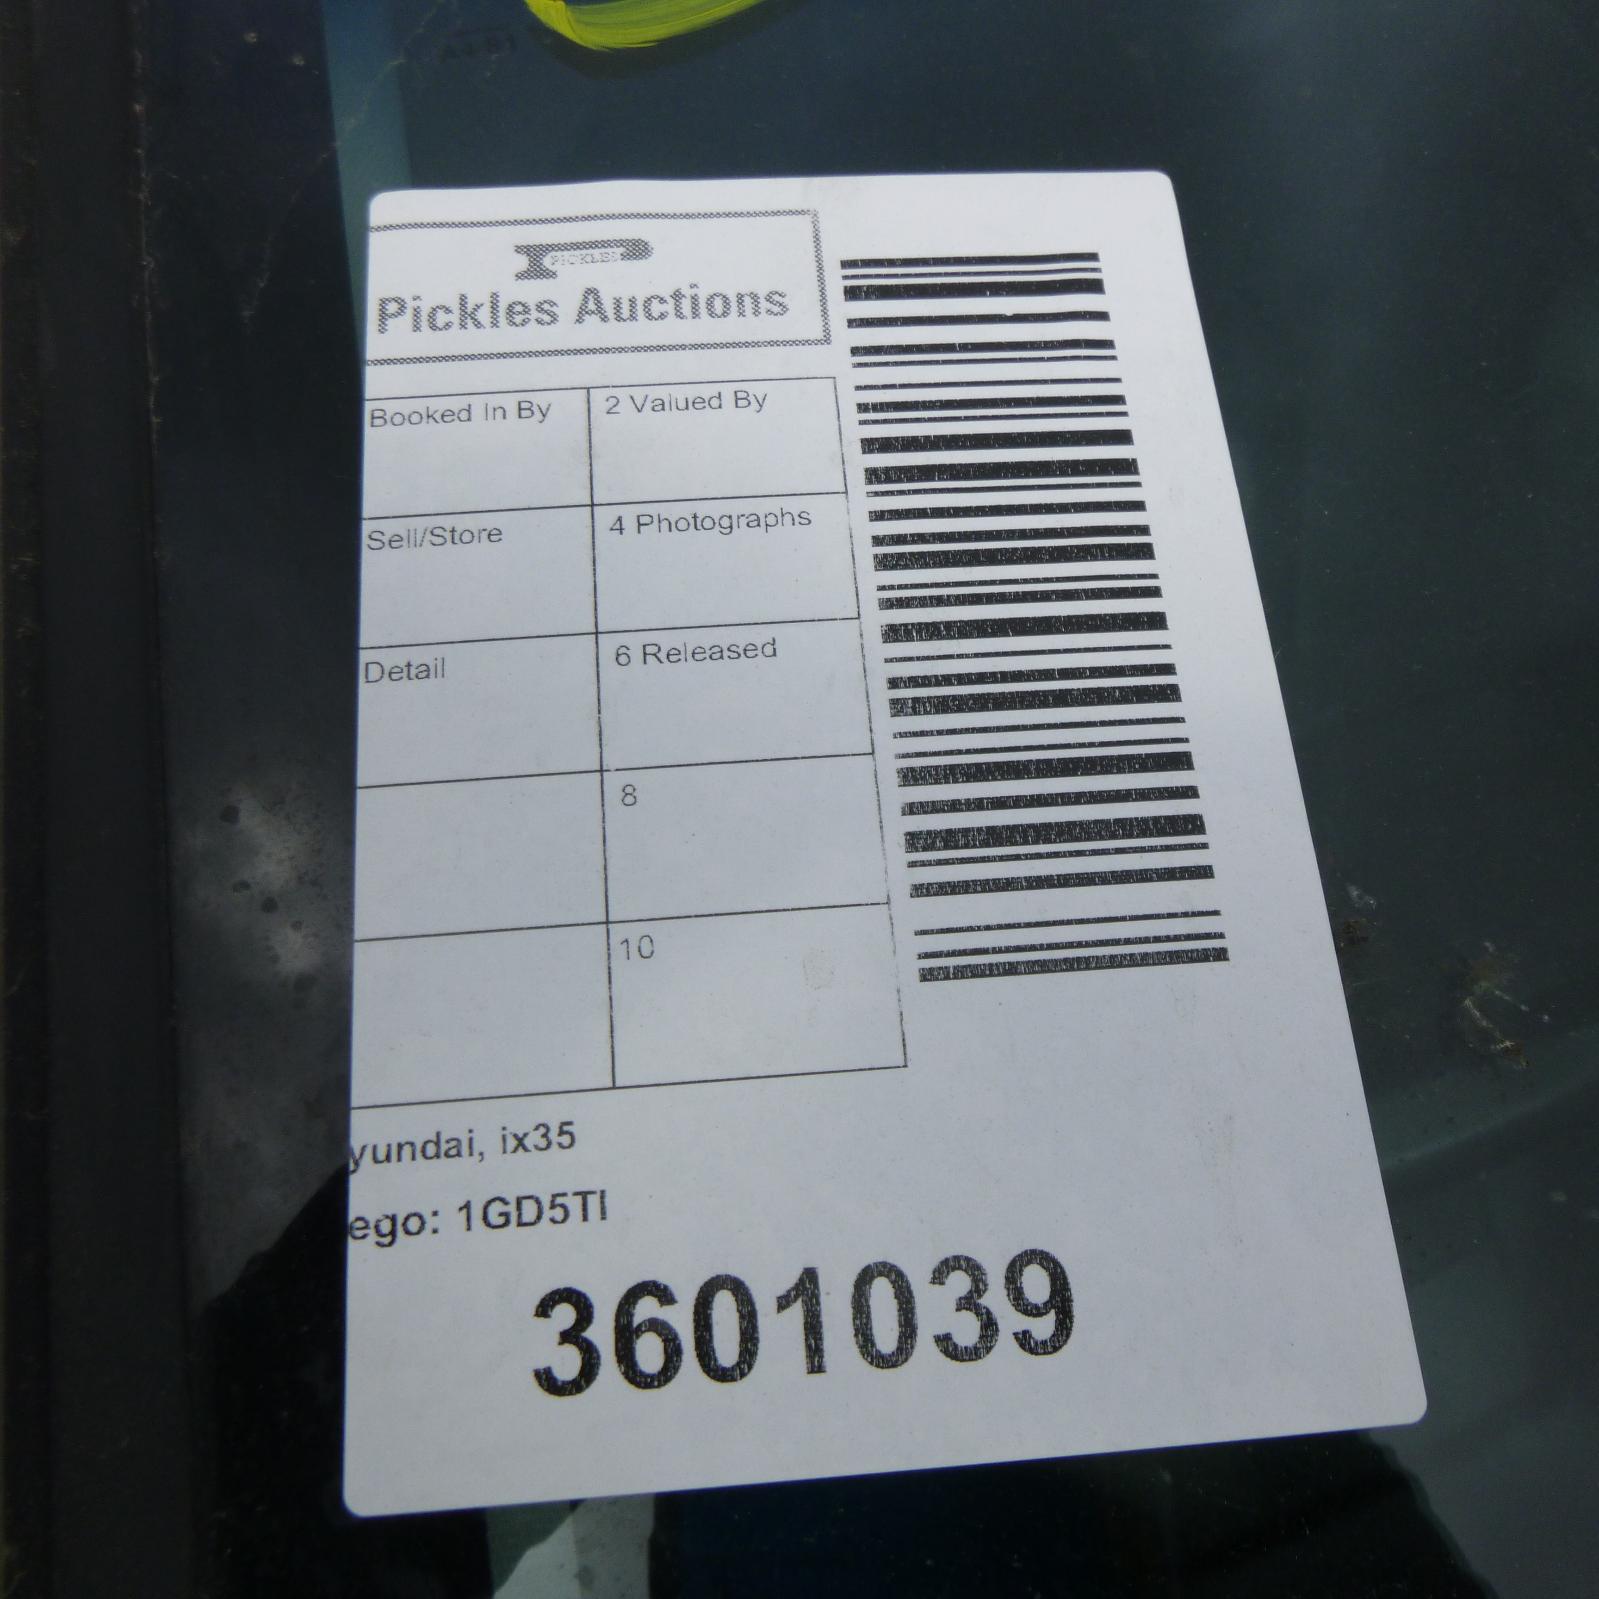 PICKLES
Pickles Auctions
Booked In By
2 Valued By
Sell/Store
4 Photographs
Detail
6 Released
8
10
yundai, ix35
ego: 1GD5TI
3601039